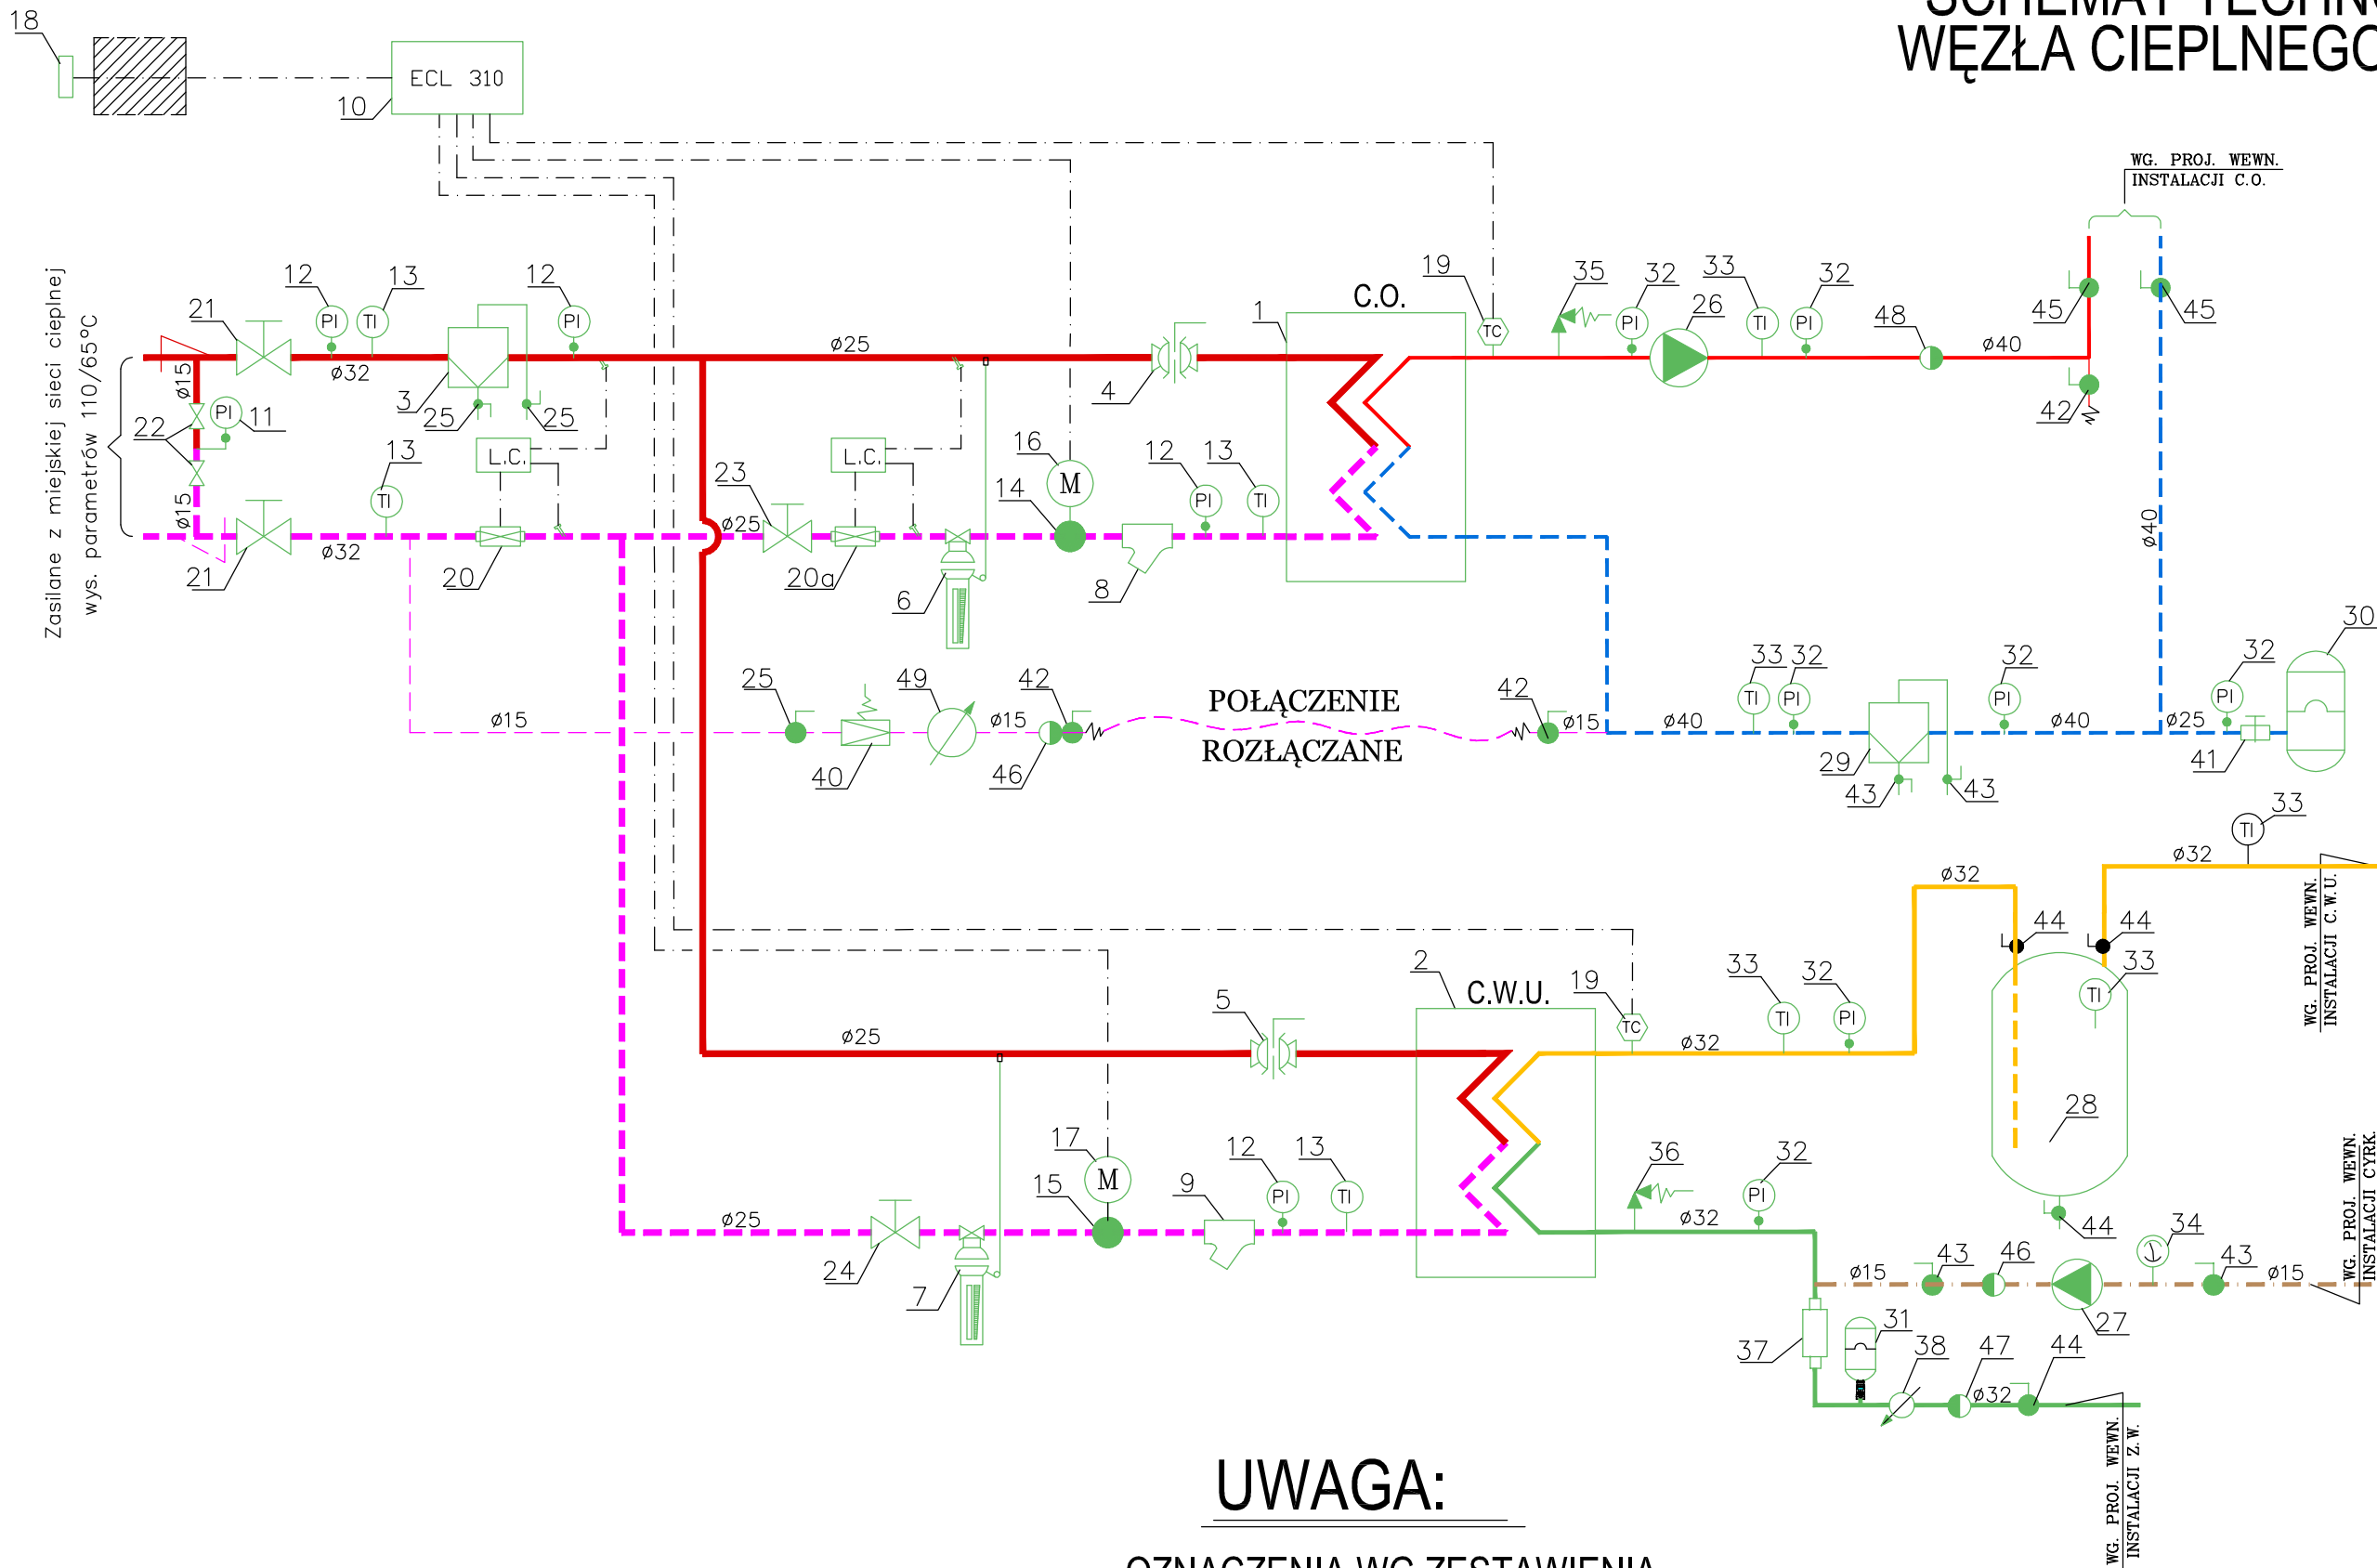 SCHEMAT TECHNO
WĘZŁA CIEPLNEGO
18
ECL 310
10
WG. PROJ. WEWN.
INSTALACJI C.O.
Zasilane z miejskiej sieci cieplnej
wys. parametrów 110/65°C
21
12
13
12
ø32
3
25
25
ø15
22
PI
11
ø15
PI
TI
PI
ø25
4
1
C.O.
19
TC
35
32
PI
26
33
TI
32
PI
48
ø40
45
45
42
ø40
21
ø32
13
TI
L.C.
20
23
ø25
L.C.
20a
6
16
M
14
8
12
PI
13
TI
ø15
25
40
49
ø15
46
42
POŁĄCZENIE
ROZŁĄCZANE
42
ø15
ø40
33
TI
32
PI
29
43
43
32
PI
ø40
ø25
32
PI
41
30
33
TI
ø32
ø32
WG. PROJ. WEWN.
INSTALACJI C.W.U.
44
44
33
TI
28
44
2
C.W.U.
19
TC
33
TI
32
PI
ø32
5
ø25
17
M
15
9
12
PI
13
TI
ø25
24
7
36
32
PI
ø32
ø15
43
46
27
34
43
ø15
WG. PROJ. WEWN.
INSTALACJI CYRK.
37
31
38
47
ø32
44
WG. PROJ. WEWN.
INSTALACJI Z.W.
UWAGA:
OZNACZENIA WG ZESTAWIENIA